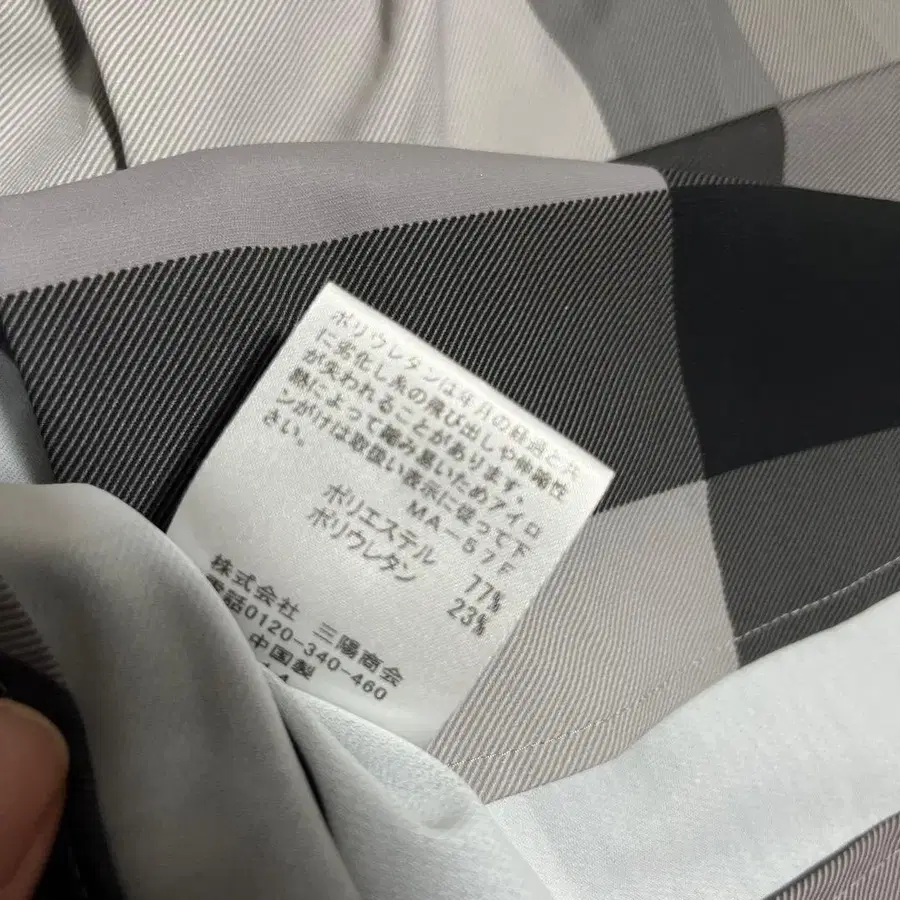 ポリウレタンは年月の経過と共
に劣化し糸の飛び出しや伸縮性
が失われることがあります。
熱によって縮み易いためアイロ
ンがけは取扱い表示に従って下
さい。
MA-57F
ポリエステル 77%
ポリウレタン 23%
株式会社 三陽商会
電話0120-340-460
中国製